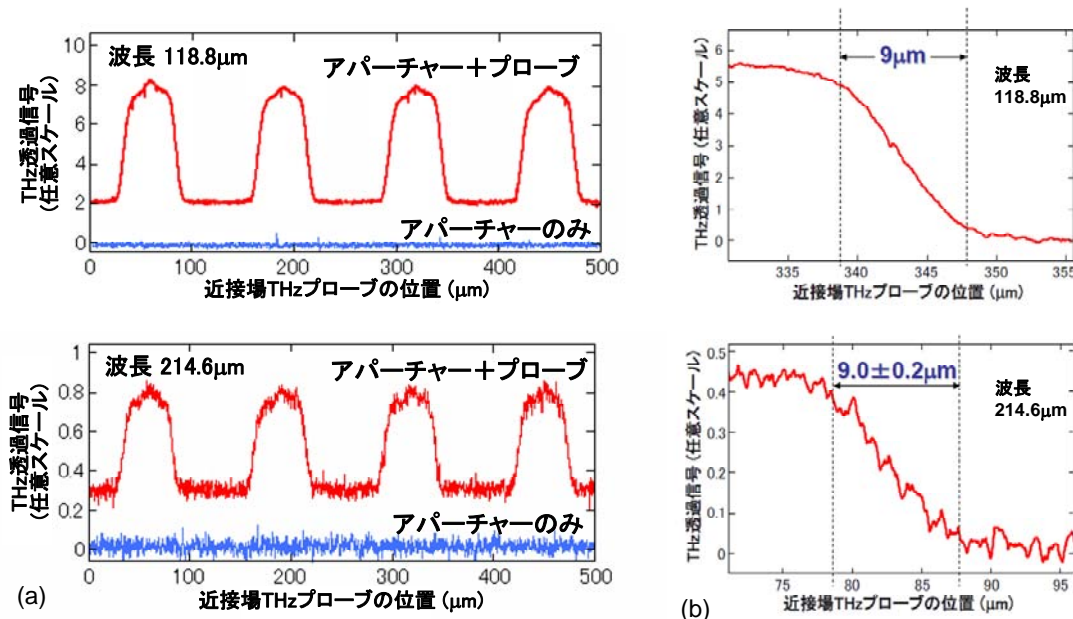 THz透過信号
(任意スケール)
10
8
6
4
2
0
波長 118.8μm
アパーチャー＋プローブ
アパーチャーのみ
0 100 200 300 400 500
近接場THzプローブの位置 (μm)
THz透過信号 (任意スケール)
6
5
4
3
2
1
0
9μm
波長
118.8μm
335 340 345 350 355
近接場THzプローブの位置 (μm)
THz透過信号
(任意スケール)
1
0.8
0.6
0.4
0.2
0
波長 214.6μm
アパーチャー＋プローブ
アパーチャーのみ
0 100 200 300 400 500
近接場THzプローブの位置 (μm)
(a)
THz透過信号 (任意スケール)
0.5
0.4
0.3
0.2
0.1
0
9.0±0.2μm
波長
214.6μm
75 80 85 90 95
近接場THzプローブの位置 (μm)
(b)